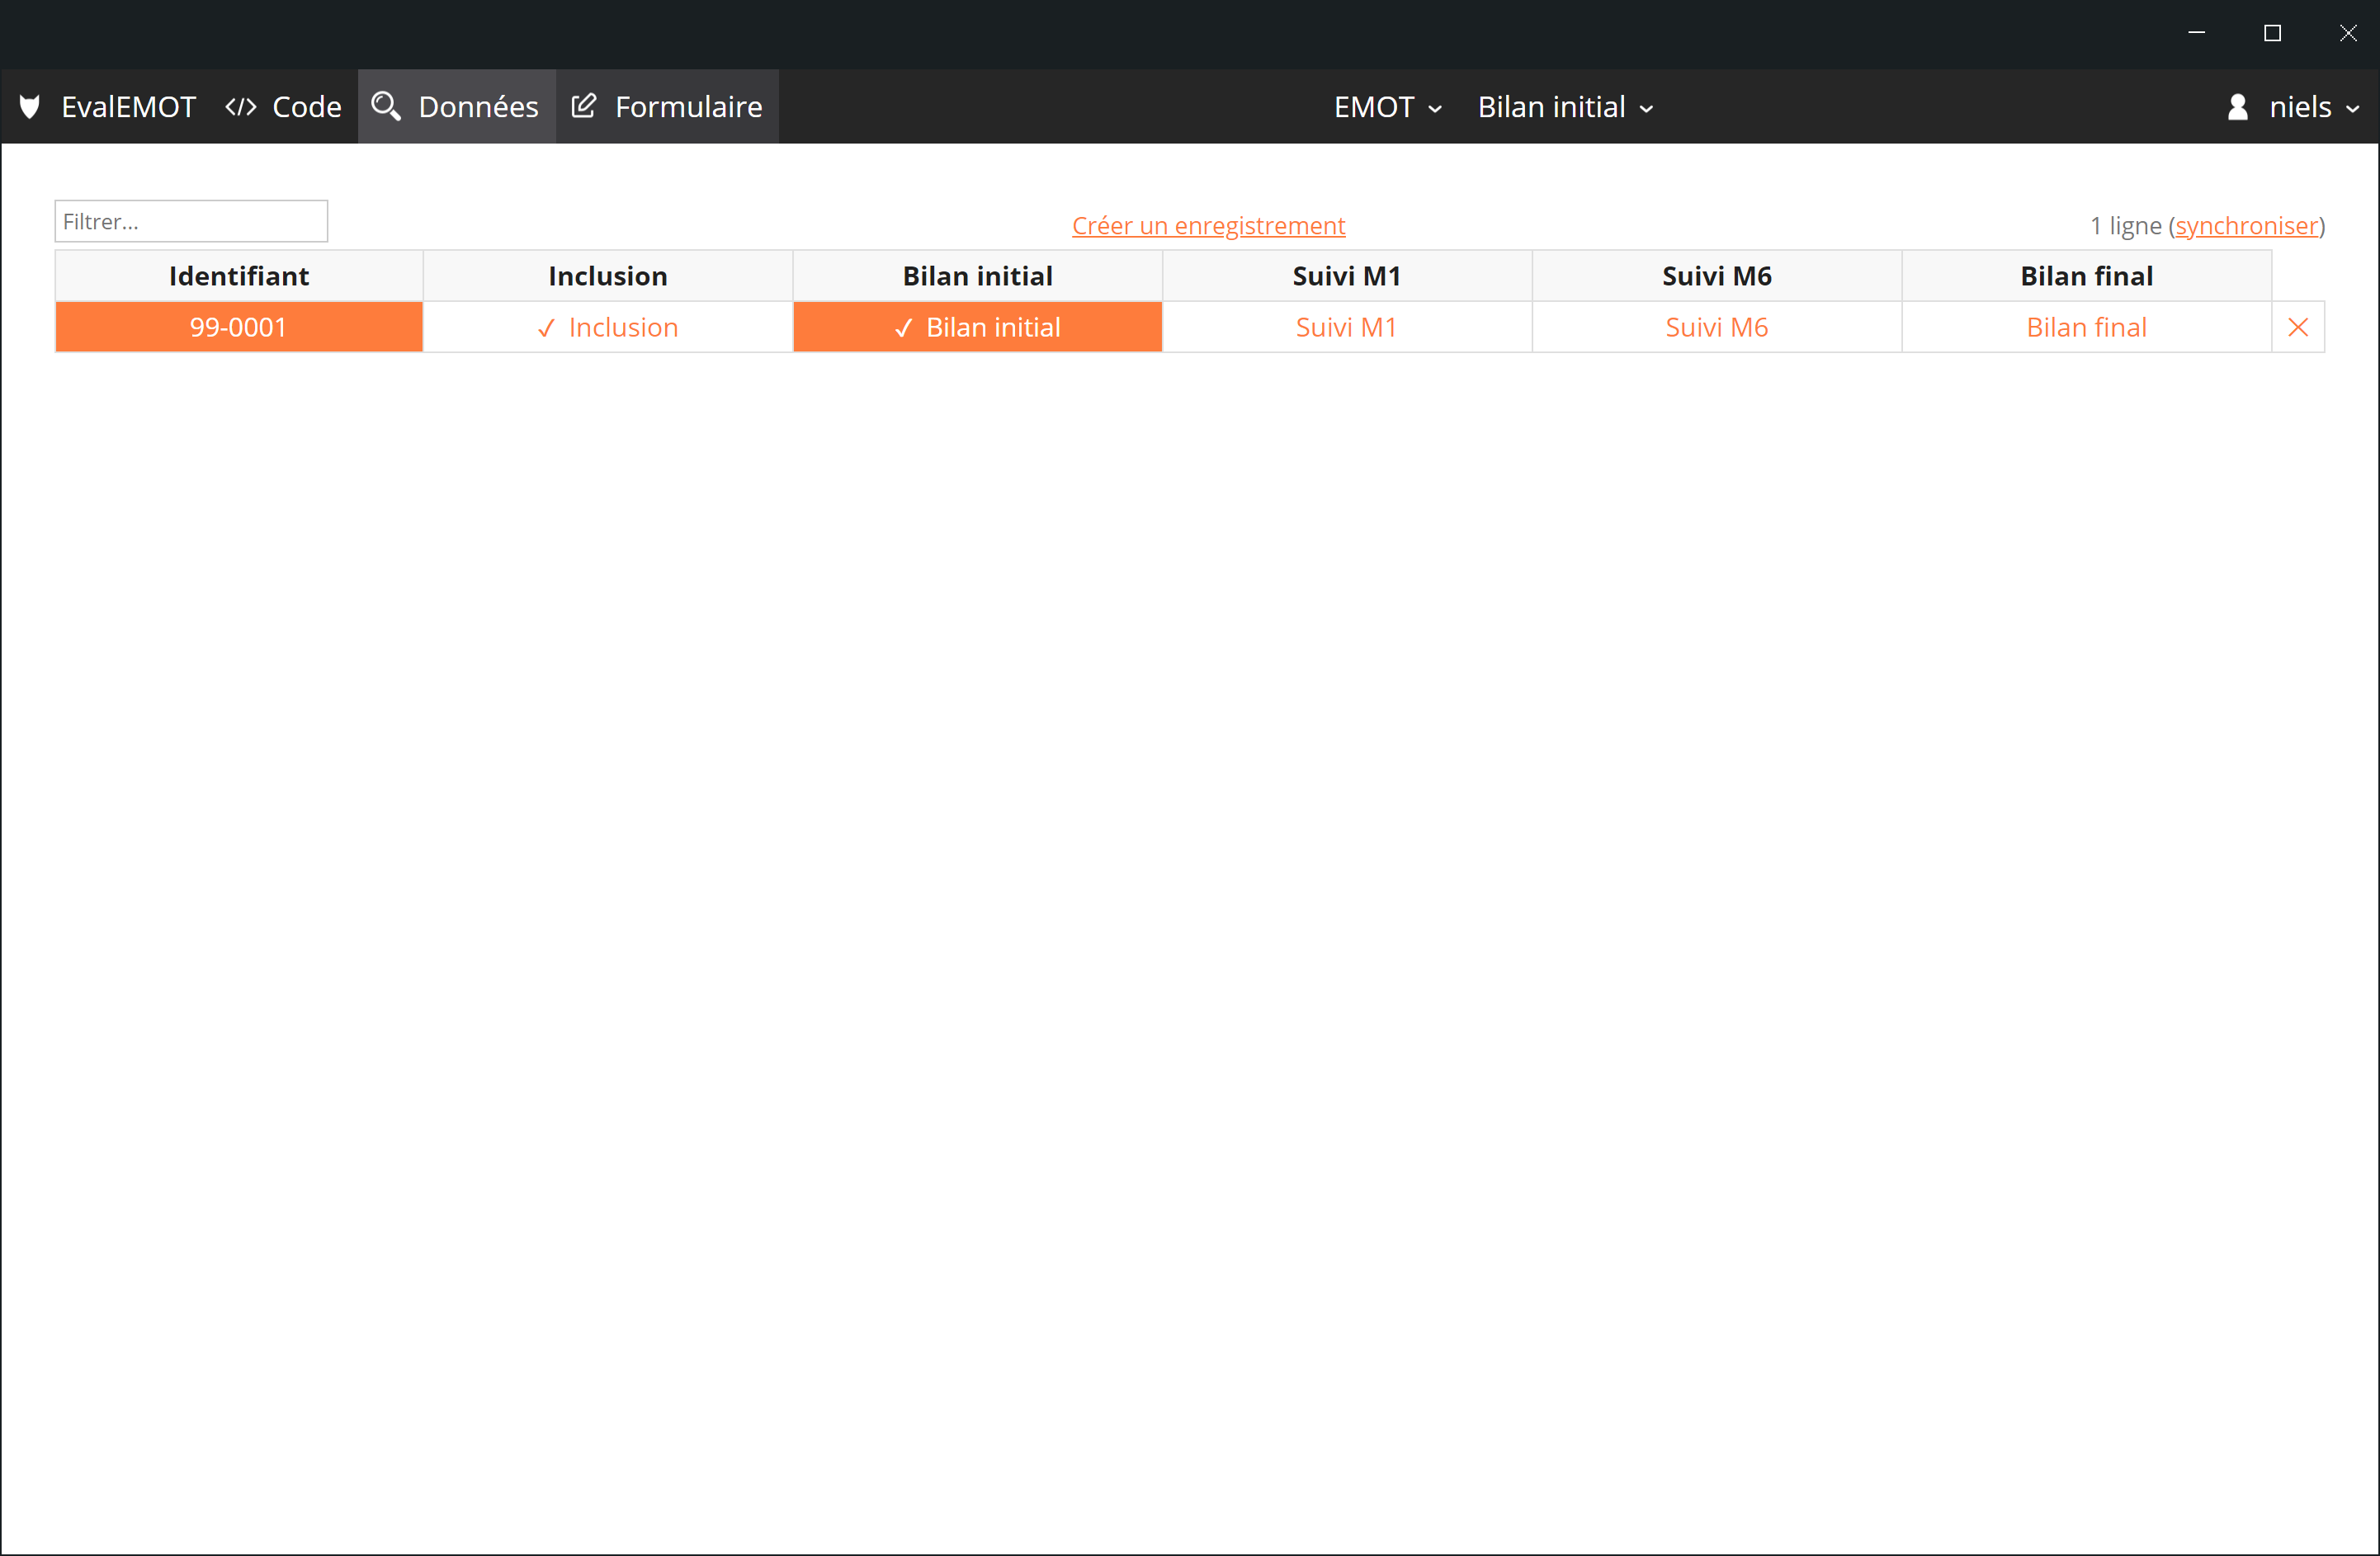 EvalEMOT Code Données Formulaire EMOT Bilan initial niels
Filtrer... Créer un enregistrement 1 ligne (synchroniser)
Identifiant Inclusion Bilan initial Suivi M1 Suivi M6 Bilan final
99-0001 ✓ Inclusion ✓ Bilan initial Suivi M1 Suivi M6 Bilan final